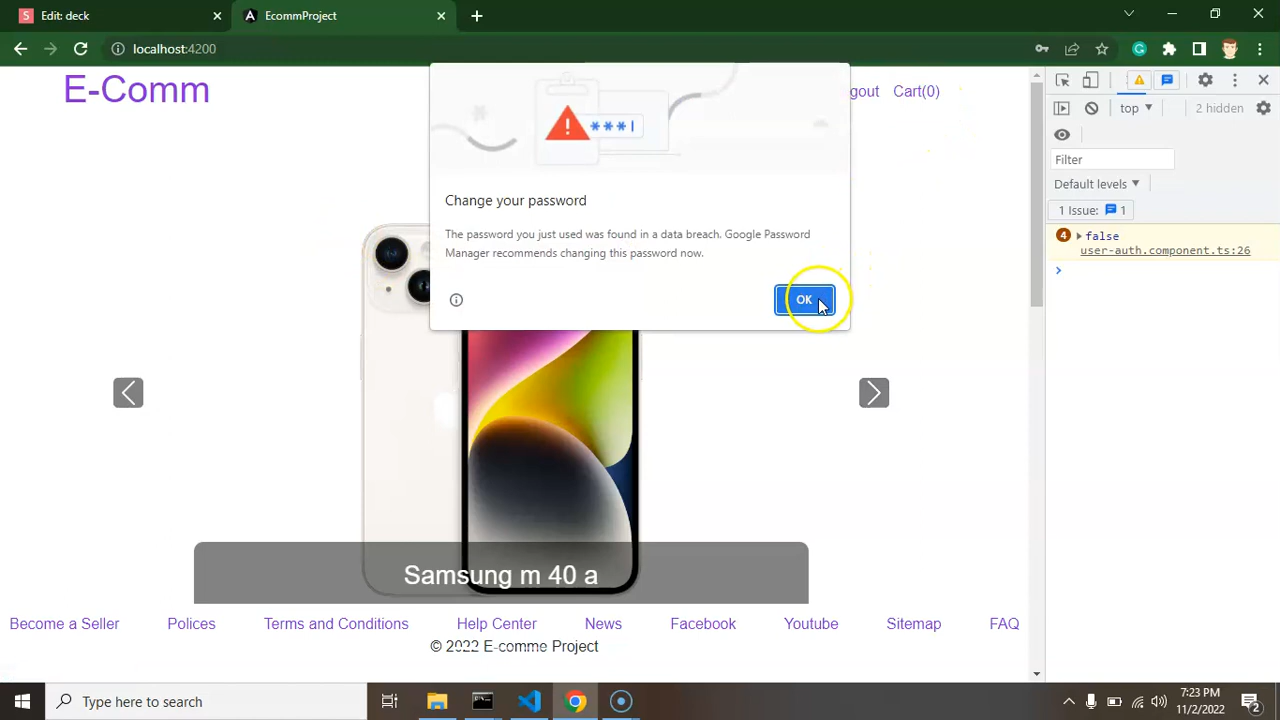 Edit: deck
EcommProject
localhost:4200
E-Comm
gout
Cart(0)
***
Change your password
The password you just used was found in a data breach. Google Password
Manager recommends changing this password now.
OK
Samsung m 40 a
Become a Seller
Polices
Terms and Conditions
Help Center
News
Facebook
Youtube
Sitemap
FAQ
© 2022 E-comme Project
top
2 hidden
Filter
Default levels
1 Issue: 1
4 false
user-auth.component.ts:26
Type here to search
7:23 PM
11/2/2022
2